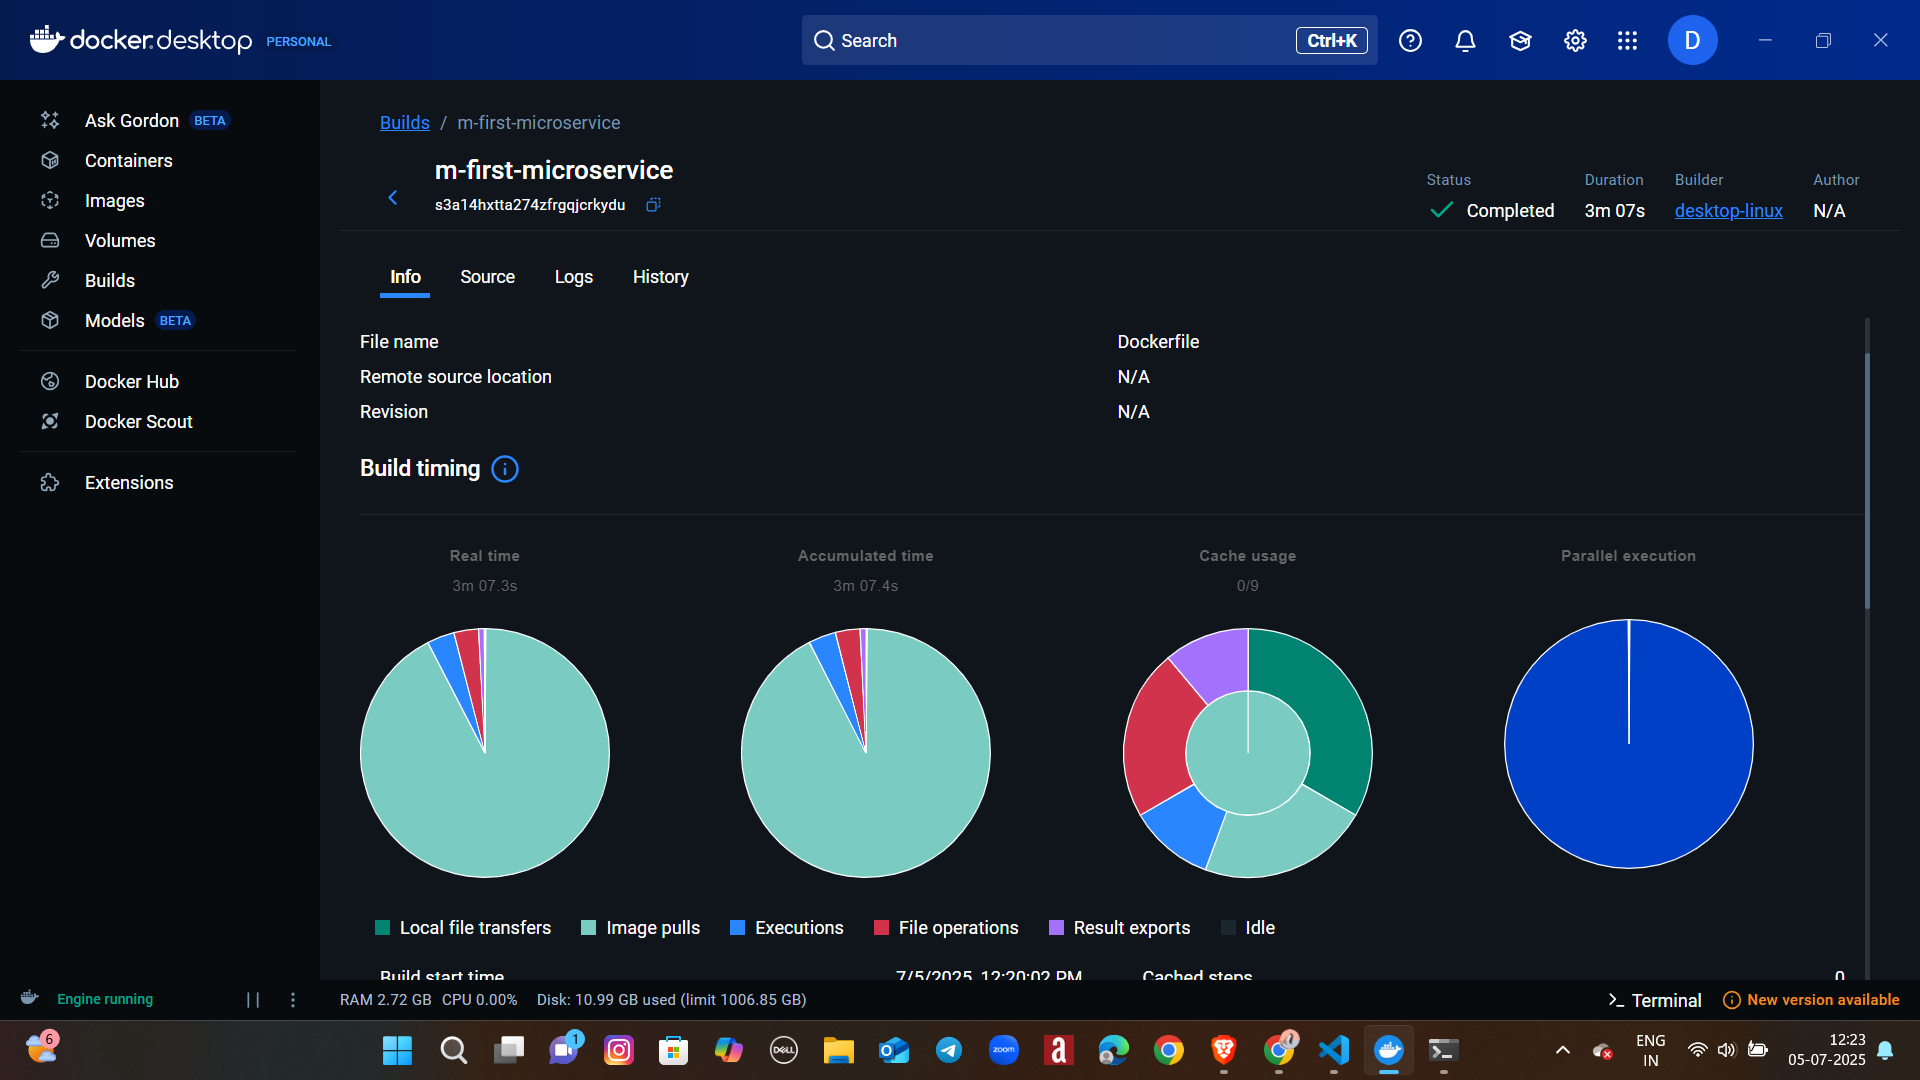 docker.desktop PERSONAL
Search
Ctrl+K
D
Ask Gordon BETA
Containers
Images
Volumes
Builds
Models BETA
Docker Hub
Docker Scout
Extensions
Builds / m-first-microservice
m-first-microservice
s3a14hxtta274zfrgqjcrkydu
Status
Completed
Duration
3m 07s
Builder
desktop-linux
Author
N/A
Info
Source
Logs
History
File name Dockerfile
Remote source location N/A
Revision N/A
Build timing
Real time
3m 07.3s
Accumulated time
3m 07.4s
Cache usage
0/9
Parallel execution
Local file transfers
Image pulls
Executions
File operations
Result exports
Idle
Build start time 7/5/2025, 12:20:02 PM Cached steps 0
Engine running
RAM 2.72 GB CPU 0.00% Disk: 10.99 GB used (limit 1006.85 GB)
Terminal
New version available
6
1
DELL
zoom
a
ENG
IN
12:23
05-07-2025